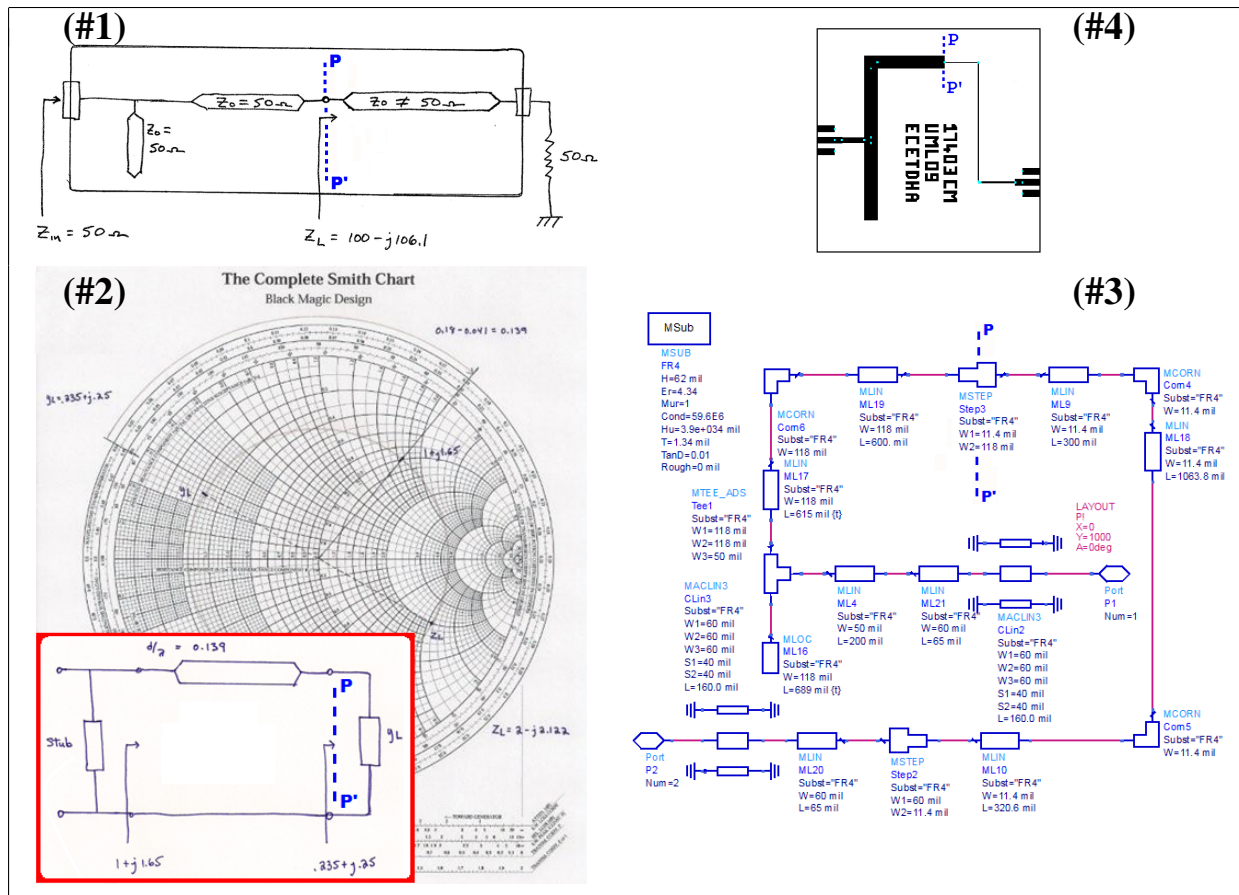 (#1)
P
Z₀ = 50Ω
Z₀ ≠ 50Ω
Z₀ =
50Ω
50Ω
P'
Zin = 50Ω
ZL = 100 - j106.1
(#4)
P
P'
17403CM
UML09
ECETDHA
(#2)
The Complete Smith Chart
Black Magic Design
0.18 - 0.041 = 0.139
yL = .235 + j.25
1 + j1.65
yL
ZL
ZL = 2 - j2.122
d/λ = 0.139
P
Stub
yL
P'
1 + j1.65
.235 + j.25
(#3)
MSub
MSUB
FR4
H=62 mil
Er=4.34
Mur=1
Cond=59.6E6
Hu=3.9e+034 mil
T=1.34 mil
TanD=0.01
Rough=0 mil
P
MCORN
Corn6
Subst="FR4"
W=118 mil
MLIN
ML19
Subst="FR4"
W=118 mil
L=600. mil
MSTEP
Step3
Subst="FR4"
W1=11.4 mil
W2=118 mil
MLIN
ML9
Subst="FR4"
W=11.4 mil
L=300 mil
MCORN
Corn4
Subst="FR4"
W=11.4 mil
MLIN
ML18
Subst="FR4"
W=11.4 mil
L=1063.8 mil
MLIN
ML17
Subst="FR4"
W=118 mil
L=615 mil {t}
P'
MTEE_ADS
Tee1
Subst="FR4"
W1=118 mil
W2=118 mil
W3=50 mil
LAYOUT
P!
X=0
Y=1000
A=0deg
MACLIN3
CLin3
Subst="FR4"
W1=60 mil
W2=60 mil
W3=60 mil
S1=40 mil
S2=40 mil
L=160.0 mil
MLIN
ML4
Subst="FR4"
W=50 mil
L=200 mil
MLIN
ML21
Subst="FR4"
W=60 mil
L=65 mil
MACLIN3
CLin2
Subst="FR4"
W1=60 mil
W2=60 mil
W3=60 mil
S1=40 mil
S2=40 mil
L=160.0 mil
Port
P1
Num=1
MLOC
ML16
Subst="FR4"
W=118 mil
L=689 mil {t}
Port
P2
Num=2
MLIN
ML20
Subst="FR4"
W=60 mil
L=65 mil
MSTEP
Step2
Subst="FR4"
W1=60 mil
W2=11.4 mil
MLIN
ML10
Subst="FR4"
W=11.4 mil
L=320.6 mil
MCORN
Corn5
Subst="FR4"
W=11.4 mil